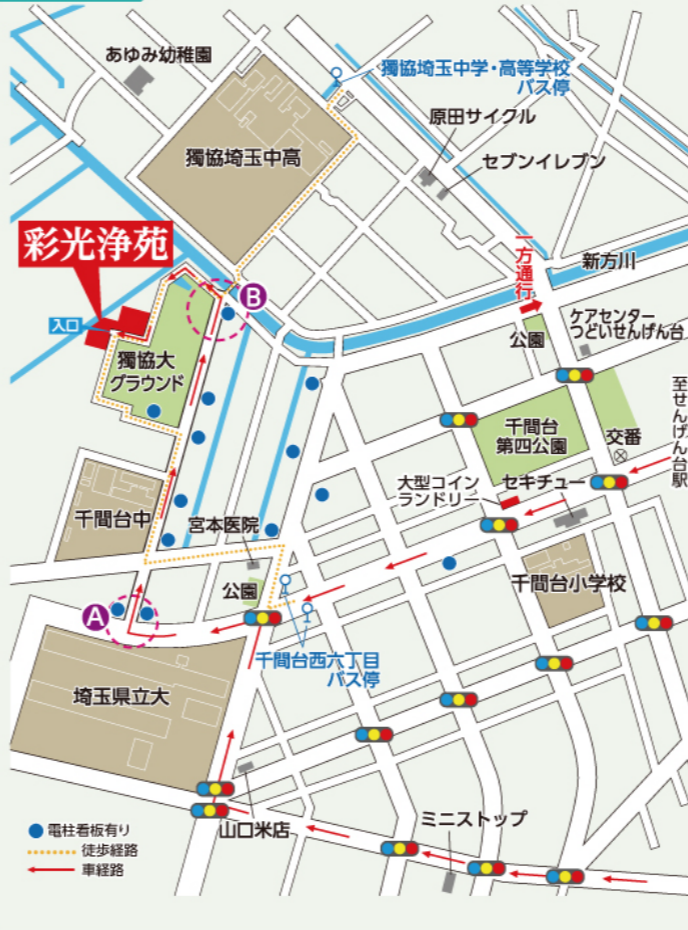 あゆみ幼稚園
獨協埼玉中学・高等学校
バス停
原田サイクル
獨協埼玉中高
セブンイレブン
彩光浄苑
一方通行
新方川
B
入口
ケアセンター
つどいせんげん台
公園
獨協大
グラウンド
至せんげん台駅
千間台
第四公園
交番
大型コイン
ランドリー
セキチュー
千間台中
宮本医院
千間台小学校
公園
A
千間台西六丁目
バス停
埼玉県立大
ミニストップ
山口米店
電柱看板有り
徒歩経路
車経路